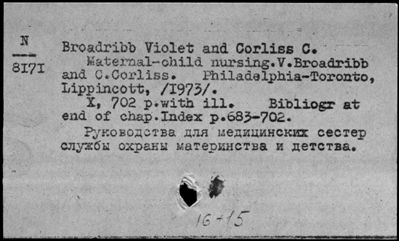 N
8171
Broadribb Violet and Corliss C.
Maternal-child nursing.V.Broadribb
and C.Corliss. Philadelphia-Toronto,
Lippincott, /1973/.
X, 702 p.with ill. Bibliogr at
end of chap.Index p.683-702.
Руководства для медицинских сестер
службы охраны материнства и детства.
16-15